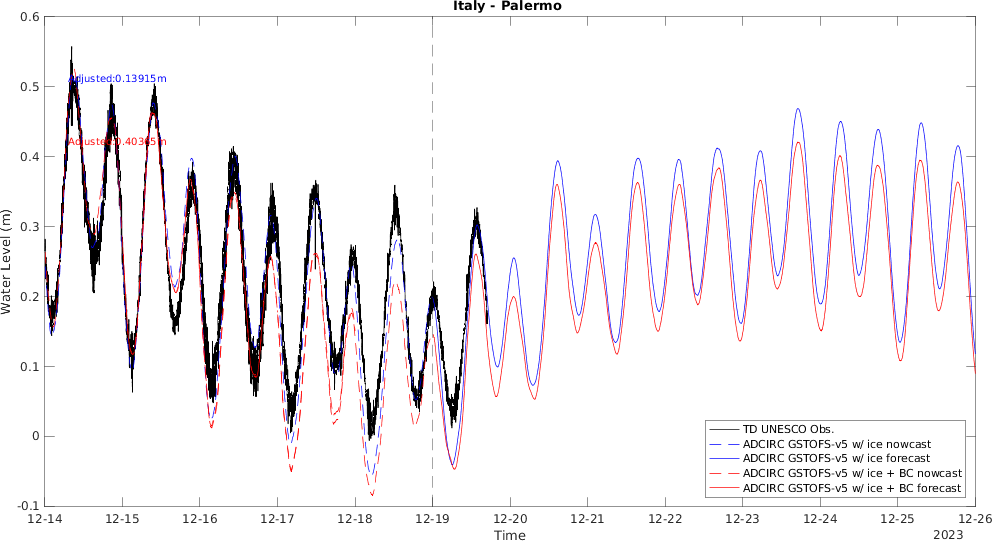 Italy - Palermo
0.6
0.5
0.4
0.3
0.2
0.1
0
-0.1
Water Level (m)
Adjusted:0.13915m
Adjusted:0.40365m
TD UNESCO Obs.
ADCIRC GSTOFS-v5 w/ ice nowcast
ADCIRC GSTOFS-v5 w/ ice forecast
ADCIRC GSTOFS-v5 w/ ice + BC nowcast
ADCIRC GSTOFS-v5 w/ ice + BC forecast
12-14 12-15 12-16 12-17 12-18 12-19 12-20 12-21 12-22 12-23 12-24 12-25 12-26
Time
2023